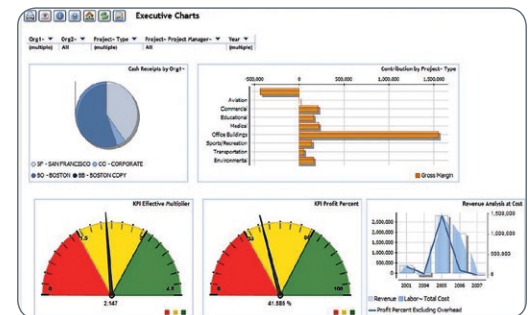 Executive Charts
Org1- Org2- Project- Type Project- Project Manager- Year
(multiple) All (multiple) All (multiple)
Cash Receipts by Org1-
SF - SAN FRANCISCO CO - CORPORATE
BO - BOSTON BB - BOSTON COPY
Contribution by Project- Type
-500,000 0 500,000 1,000,000 1,500,000
Aviation
Commercial
Educational
Medical
Office Buildings
Sports/Recreation
Transportation
Environmental
Gross Margin
KPI Effective Multiplier
2.147
KPI Profit Percent
100
41.585 %
Revenue Analysis at Cost
2,500,000
2,000,000
1,500,000
1,000,000
500,000
0
1,500,000
1,000,000
500,000
0
2003 2004 2005 2006 2007
Revenue Labor- Total Cost
Profit Percent Excluding Overhead